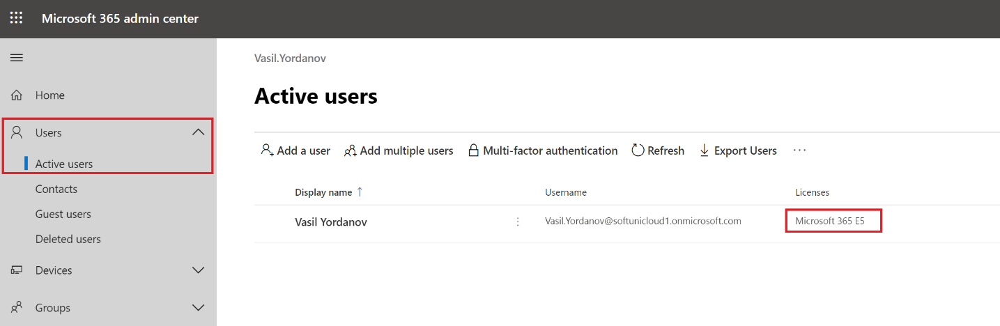 Microsoft 365 admin center
Home
Users
Active users
Contacts
Guest users
Deleted users
Devices
Groups
Vasil.Yordanov
Active users
Add a user Add multiple users Multi-factor authentication Refresh Export Users ...
Display name ↑ Username Licenses
Vasil Yordanov Vasil.Yordanov@softunicloud1.onmicrosoft.com Microsoft 365 E5